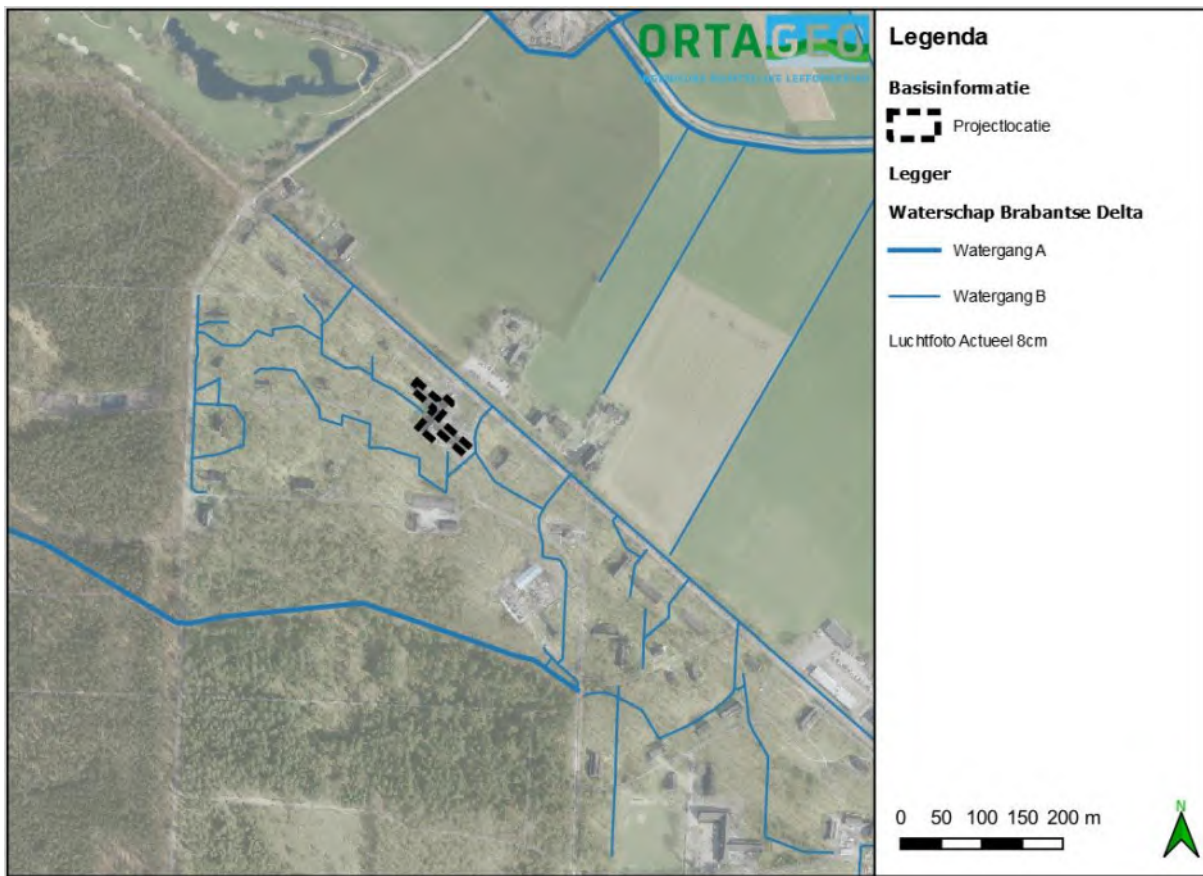 ORTAGEO
Legenda
Basisinformatie
Projectlocatie
Legger
Waterschap Brabantse Delta
Watergang A
Watergang B
Luchtfoto Actueel 8cm
0 50 100 150 200 m
N